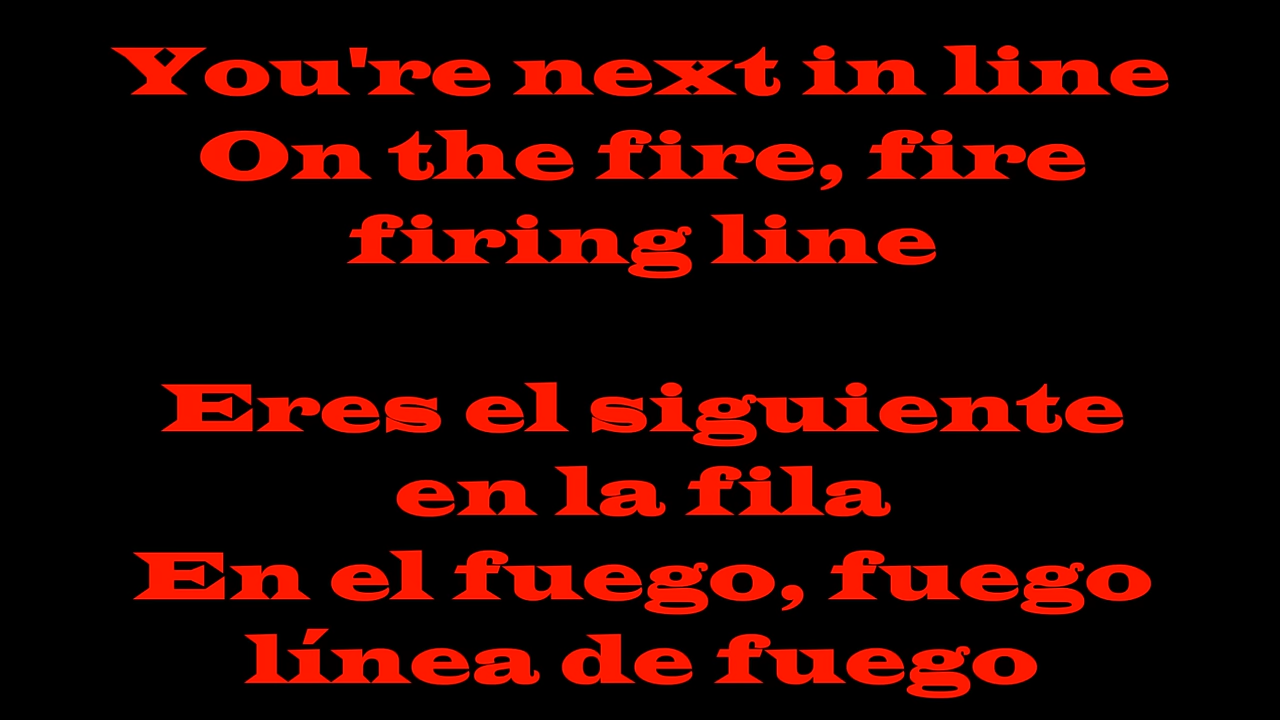 You're next in line
On the fire, fire
firing line
Eres el siguiente
en la fila
En el fuego, fuego
línea de fuego